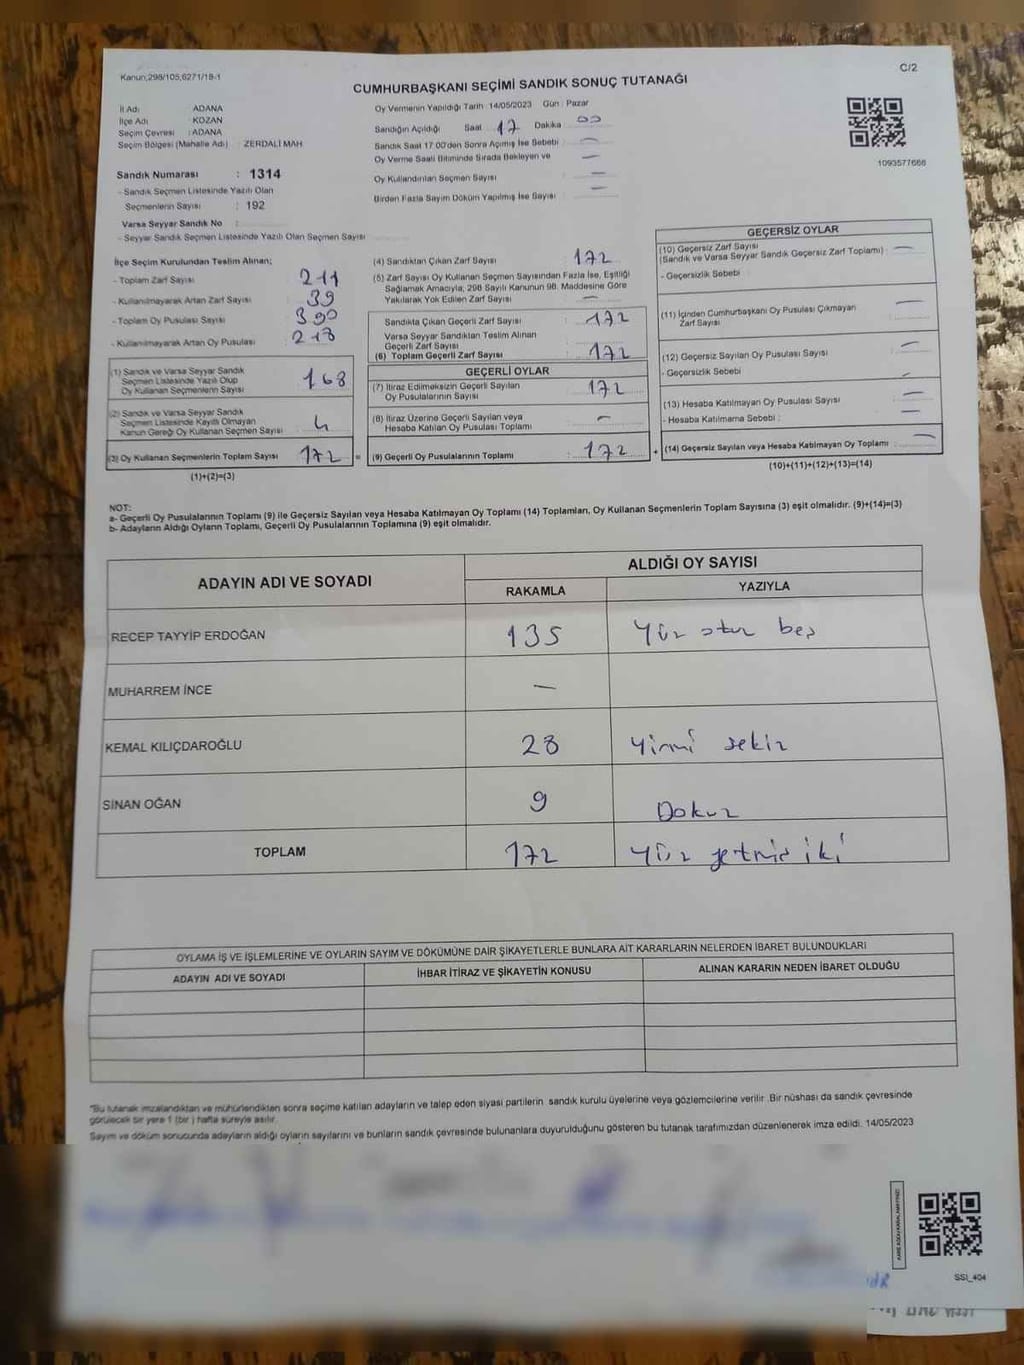 Kanun;298/105,6271/18-1
C/2
CUMHURBAŞKANI SEÇİMİ SANDIK SONUÇ TUTANAĞI
İl Adı ADANA
İlçe Adı : KOZAN
Seçim Çevresi : ADANA
Seçim Bölgesi (Mahalle Adı) : ZERDALİ MAH
Sandık Numarası : 1314
- Sandık Seçmen Listesinde Yazılı Olan
Seçmenlerin Sayısı : 192
Varsa Seyyar Sandık No :
- Seyyar Sandık Seçmen Listesinde Yazılı Olan Seçmen Sayısı
Oy Vermenin Yapıldığı Tarih :14/05/2023 Gün : Pazar
Sandığın Açıldığı Saat 17 Dakika 00
Sandık Saat 17:00'den Sonra Açımış İse Sebebi : —
Oy Verme Saati Bitiminde Sırada Bekleyen ve —
Oy Kullandırılan Seçmen Sayısı —
Birden Fazla Sayım Döküm Yapılmış İse Sayısı : —
1093577666
İlçe Seçim Kurulundan Teslim Alınan;
- Toplam Zarf Sayısı : 211
- Kullanılmayarak Artan Zarf Sayısı : 39
- Toplam Oy Pusulası Sayısı : 390
- Kullanılmayarak Artan Oy Pusulası : 218
(1) Sandık ve Varsa Seyyar Sandık
Seçmen Listesinde Yazılı Olup
Oy Kullanan Seçmenlerin Sayısı : 168
(2) Sandık ve Varsa Seyyar Sandık
Seçmen Listesinde Kayıtlı Olmayan
Kanun Gereği Oy Kullanan Seçmen Sayısı : 4
(3) Oy Kullanan Seçmenlerin Toplam Sayısı : 172 =
(1)+(2)=(3)
(4) Sandıktan Çıkan Zarf Sayısı : 172
(5) Zarf Sayısı Oy Kullanan Seçmen Sayısından Fazla İse, Eşitliği
Sağlamak Amacıyla, 298 Sayılı Kanunun 98. Maddesine Göre
Yakılarak Yok Edilen Zarf Sayısı : —
Sandıkta Çıkan Geçerli Zarf Sayısı : 172
Varsa Seyyar Sandıktan Teslim Alınan
Geçerli Zarf Sayısı :
(6) Toplam Geçerli Zarf Sayısı : 172
GEÇERLİ OYLAR
(7) İtiraz Edilmeksizin Geçerli Sayılan
Oy Pusulasının Sayısı : 172
(8) İtiraz Üzerine Geçerli Sayılan veya
Hesaba Katılan Oy Pusulası Toplamı : —
(9) Geçerli Oy Pusulalarının Toplamı : 172 +
GEÇERSİZ OYLAR
(10) Geçersiz Zarf Sayısı
(Sandık ve Varsa Seyyar Sandık Geçersiz Zarf Toplamı) : —
- Geçersizlik Sebebi :
(11) İçinden Cumhurbaşkanı Oy Pusulası Çıkmayan
Zarf Sayısı : —
(12) Geçersiz Sayılan Oy Pusulası Sayısı : —
- Geçersizlik Sebebi : —
(13) Hesaba Katılmayan Oy Pusulası Sayısı : —
- Hesaba Katılmama Sebebi : —
(14) Geçersiz Sayılan veya Hesaba Katılmayan Oy Toplamı : —
(10)+(11)+(12)+(13)=(14)
NOT:
a- Geçerli Oy Pusulalarının Toplamı (9) ile Geçersiz Sayılan veya Hesaba Katılmayan Oy Toplamı (14) Toplamları, Oy Kullanan Seçmenlerin Toplam Sayısına (3) eşit olmalıdır. (9)+(14)=(3)
b- Adayların Aldığı Oyların Toplamı, Geçerli Oy Pusulalarının Toplamına (9) eşit olmalıdır.
ADAYIN ADI VE SOYADI
ALDIĞI OY SAYISI
RAKAMLA YAZIYLA
RECEP TAYYİP ERDOĞAN 135 Yüz otuz beş
MUHARREM İNCE —
KEMAL KILIÇDAROĞLU 28 Yirmi sekiz
SİNAN OĞAN 9 Dokuz
TOPLAM 172 Yüz yetmiş iki
OYLAMA İŞ VE İŞLEMLERİNE VE OYLARIN SAYIM VE DÖKÜMÜNE DAİR ŞİKAYETLERLE BUNLARA AİT KARARLARIN NELERDEN İBARET BULUNDUKLARI
ADAYIN ADI VE SOYADI İHBAR İTİRAZ VE ŞİKAYETİN KONUSU ALINAN KARARIN NEDEN İBARET OLDUĞU
*Bu tutanak imzalandıktan ve mühürlendikten sonra seçime katılan adayların ve talep eden siyasi partilerin sandık kurulu üyelerine veya gözlemcilerine verilir .Bir nüshası da sandık çevresinde
görülecek bir yere 1 (bir ) hafta süreyle asılır.
Sayım ve döküm sonucunda adayların aldığı oyların sayılarını ve bunların sandık çevresinde bulunanlara duyurulduğunu gösteren bu tutanak tarafımızdan düzenlenerek imza edildi. 14/05/2023
SSI_404